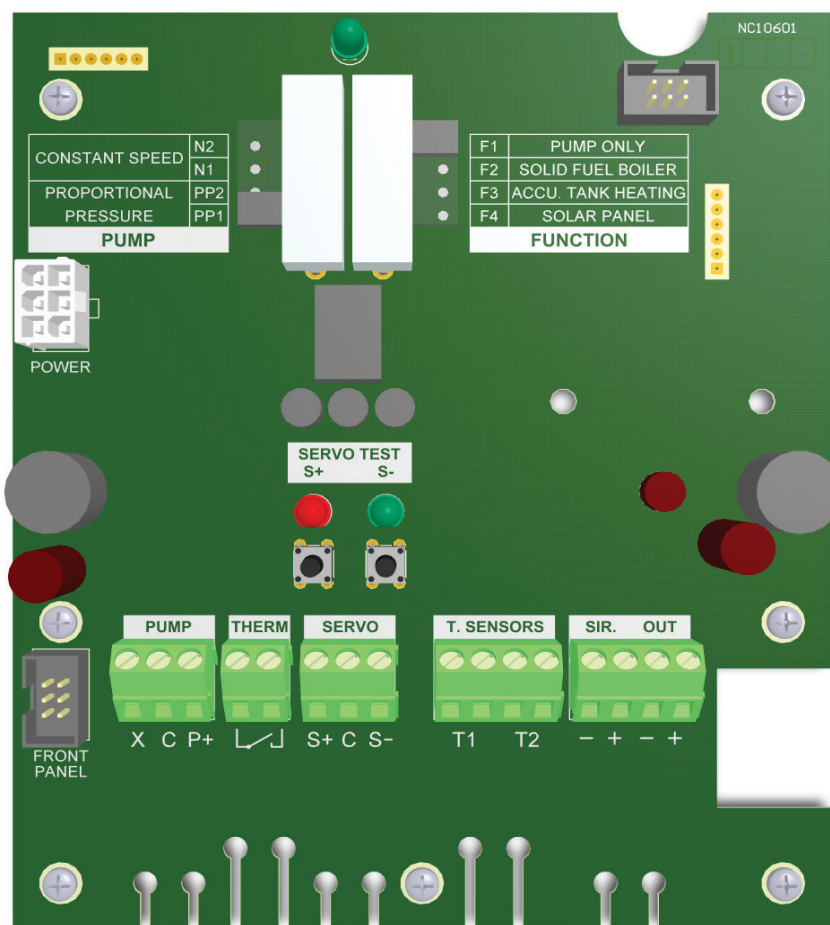 NC10601
1
CONSTANT SPEED N2
N1
PROPORTIONAL PP2
PRESSURE PP1
PUMP
F1 PUMP ONLY
F2 SOLID FUEL BOILER
F3 ACCU. TANK HEATING
F4 SOLAR PANEL
FUNCTION
POWER
SERVO TEST
S+ S-
PUMP THERM SERVO T. SENSORS SIR. OUT
X C P+ S+ C S- T1 T2 - + - +
FRONT
PANEL